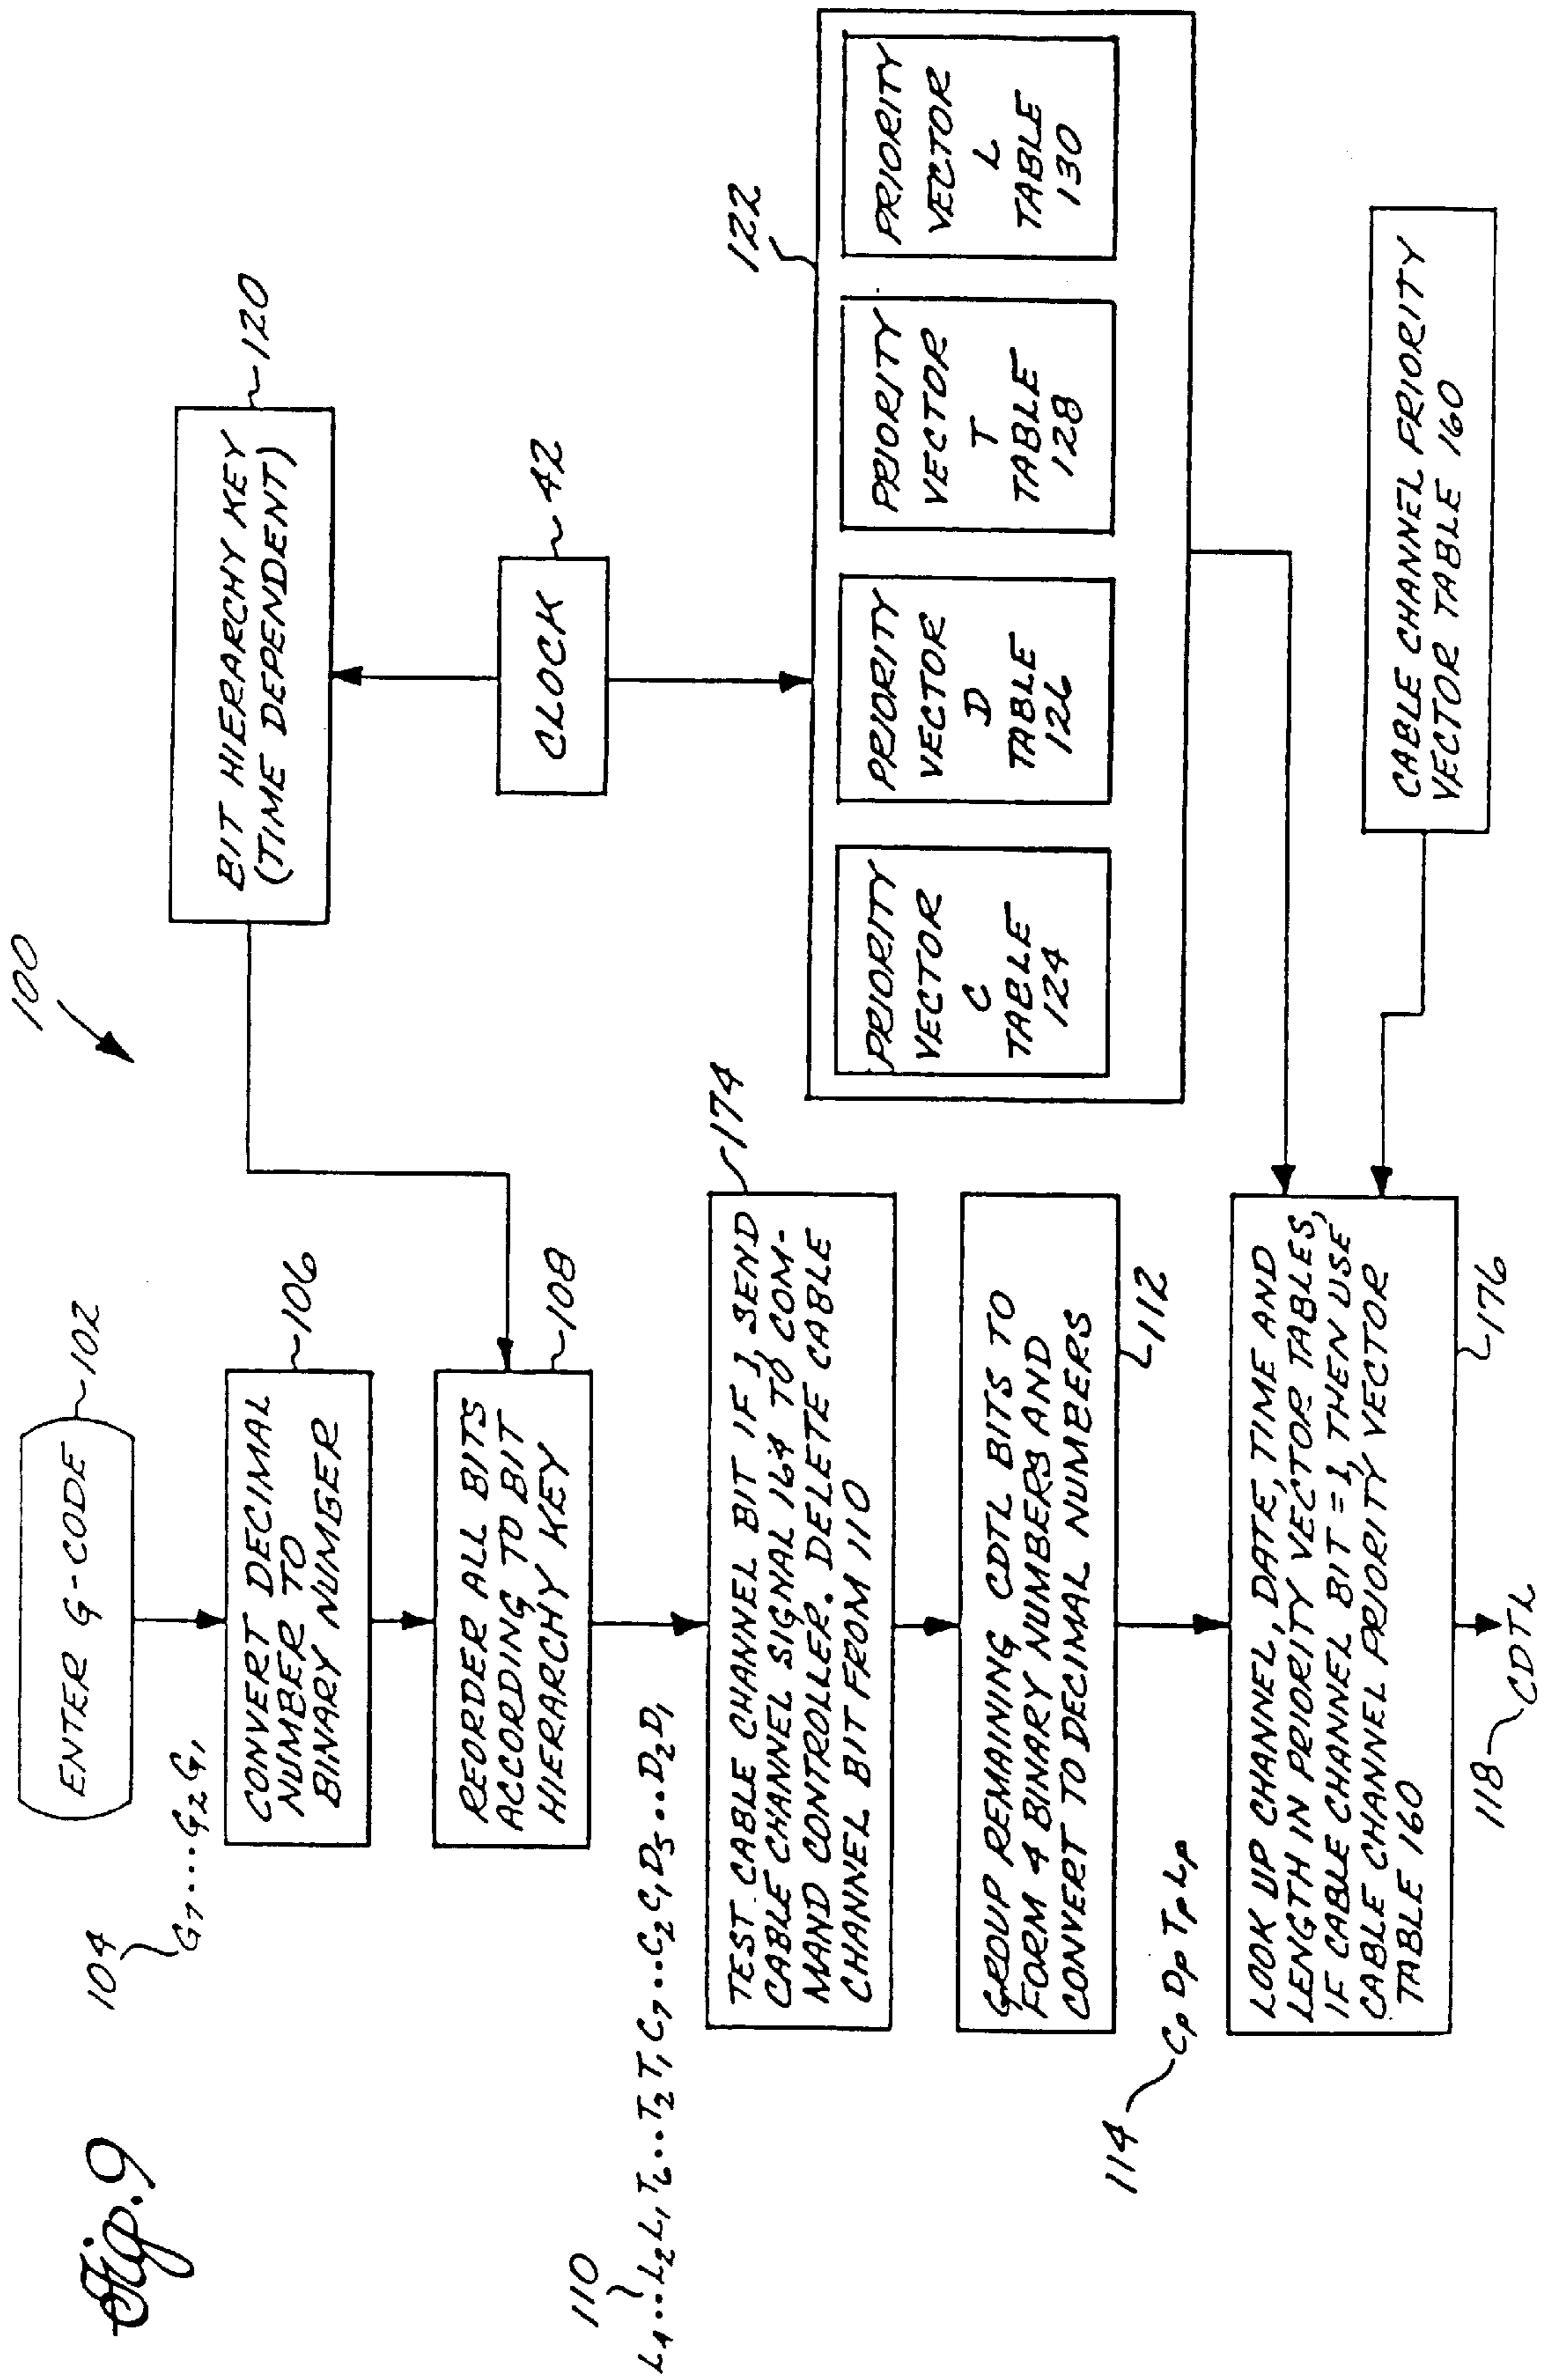 Fig. 9
100
ENTER G-CODE
102
104
G7...G2G1
CONVERT DECIMAL
NUMBER TO
BINARY NUMBER
106
REORDER ALL BITS
ACCORDING TO BIT
HIERARCHY KEY
108
BIT HIERARCHY KEY
(TIME DEPENDENT)
120
CLOCK
42
110
L4..L2L1T6..T2T1C7..C2C1D5..D2D1
TEST CABLE CHANNEL BIT IF 1, SEND
CABLE CHANNEL SIGNAL 164 TO COM-
MAND CONTROLLER. DELETE CABLE
CHANNEL BIT FROM 110
174
GROUP REMAINING CDTL BITS TO
FORM 4 BINARY NUMBERS AND
CONVERT TO DECIMAL NUMBERS
112
114
CP DP TP LP
122
PRIORITY
VECTOR
C
TABLE
124
PRIORITY
VECTOR
D
TABLE
126
PRIORITY
VECTOR
T
TABLE
128
PRIORITY
VECTOR
L
TABLE
130
CABLE CHANNEL PRIORITY
VECTOR TABLE 160
LOOK UP CHANNEL, DATE, TIME AND
LENGTH IN PRIORITY VECTOR TABLES,
IF CABLE CHANNEL BIT = 1, THEN USE
CABLE CHANNEL PRIORITY VECTOR
TABLE 160
176
118
CDTL